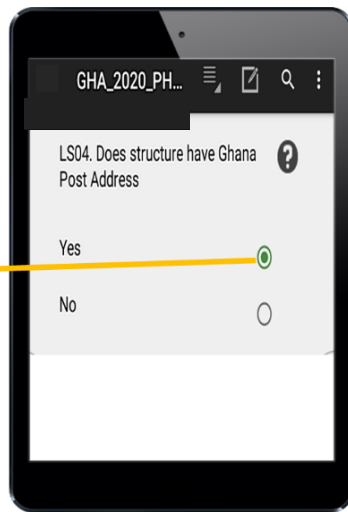 GHA_2020_PH...
LS04. Does structure have Ghana
Post Address
Yes
No